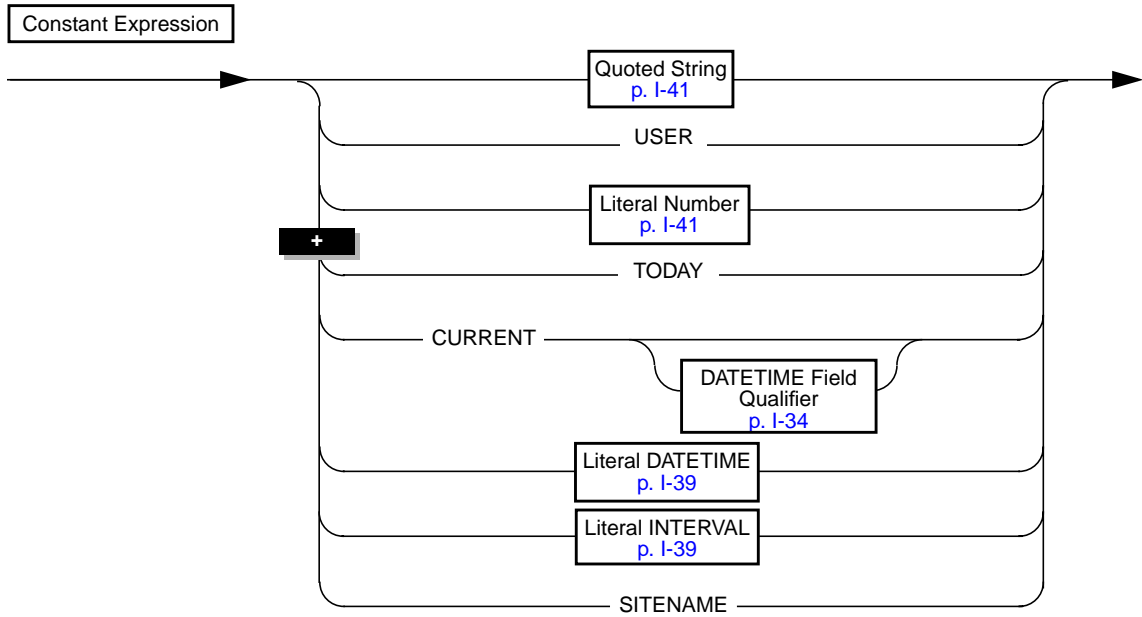 Constant Expression
Quoted String
p. I-41
USER
Literal Number
p. I-41
+
TODAY
CURRENT
DATETIME Field
Qualifier
p. I-34
Literal DATETIME
p. I-39
Literal INTERVAL
p. I-39
SITENAME